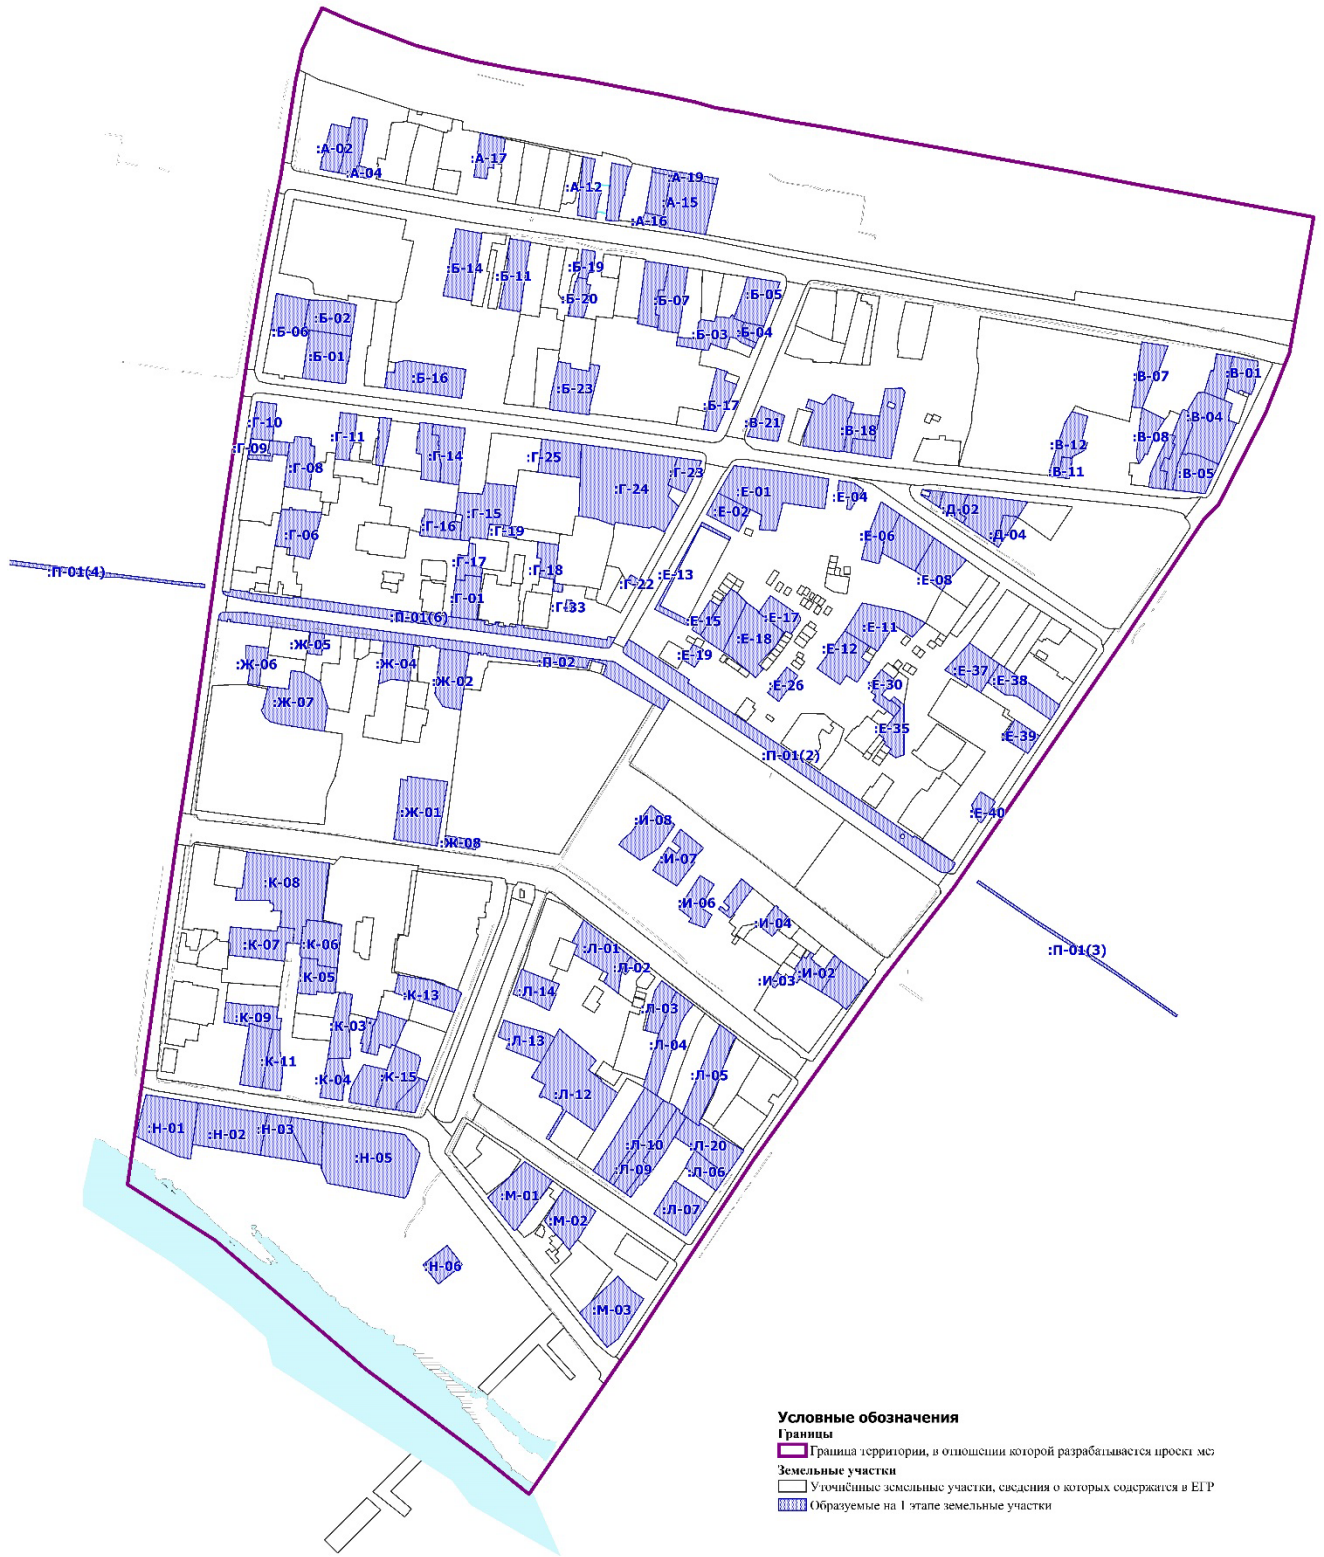 :А-02
:А-04
:А-17
:А-12
:А-19
:А-15
:А-16
:Б-14
:Б-11
:Б-19
:Б-20
:Б-07
:Б-05
:Б-03
:Б-04
:Б-06
:Б-02
:Б-01
:Б-16
:Б-23
:Б-17
:В-21
:В-18
:В-07
:В-01
:В-04
:В-08
:В-12
:В-11
:В-05
:Г-10
:Г-09
:Г-11
:Г-08
:Г-14
:Г-25
:Г-23
:Г-24
:Г-15
:Г-16
:Г-19
:Г-06
:Г-17
:Г-18
:Г-01
:Г-22
:Г-33
:Е-01
:Е-02
:Е-04
:Е-06
:Е-08
:Д-02
:Д-04
:Е-13
:Е-15
:Е-17
:Е-18
:Е-11
:Е-12
:Е-19
:Е-26
:Е-30
:Е-35
:Е-37
:Е-38
:Е-39
:Е-40
:П-01(4)
:П-01(6)
:П-02
:П-01(2)
:П-01(3)
:Ж-05
:Ж-06
:Ж-04
:Ж-02
:Ж-07
:Ж-01
:Ж-08
:И-08
:И-07
:И-06
:И-04
:И-03
:И-02
:К-08
:К-07
:К-06
:К-05
:К-13
:К-09
:К-03
:К-11
:К-04
:К-15
:Л-01
:Л-02
:Л-14
:Л-03
:Л-13
:Л-04
:Л-05
:Л-12
:Л-10
:Л-20
:Л-09
:Л-06
:Л-07
:Н-01
:Н-02
:Н-03
:Н-05
:Н-06
:М-01
:М-02
:М-03
Условные обозначения
Границы
Граница территории, в отношении которой разрабатывается проект меж
Земельные участки
Уточнённые земельные участки, сведения о которых содержатся в ЕГР
Образуемые на 1 этапе земельные участки